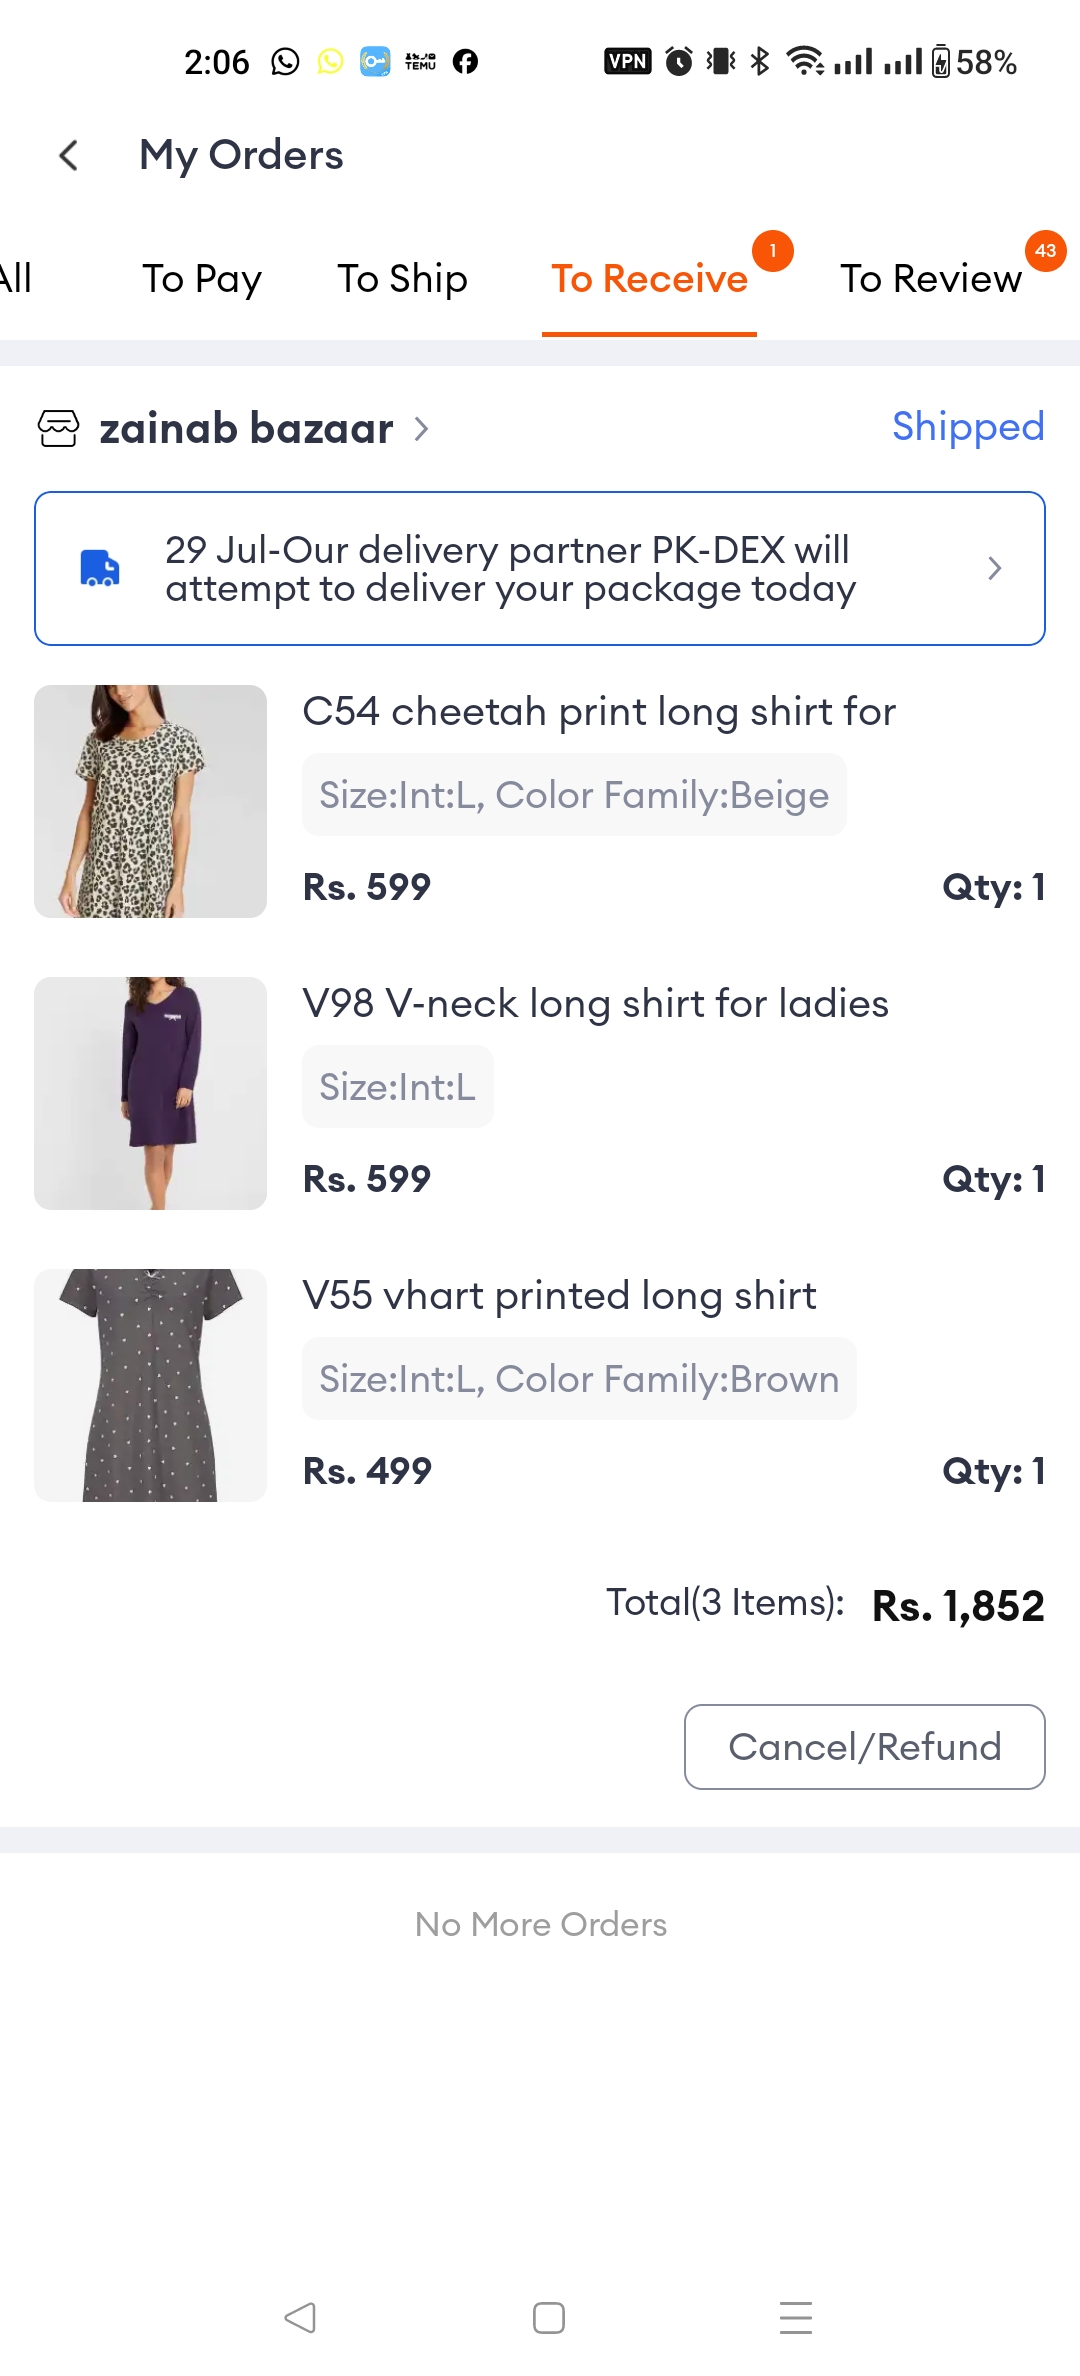 2:06
TEMU
VPN
58%
My Orders
All
To Pay
To Ship
To Receive
1
To Review
43
zainab bazaar
Shipped
29 Jul-Our delivery partner PK-DEX will
attempt to deliver your package today
C54 cheetah print long shirt for
Size:Int:L, Color Family:Beige
Rs. 599
Qty: 1
V98 V-neck long shirt for ladies
Size:Int:L
Rs. 599
Qty: 1
V55 vhart printed long shirt
Size:Int:L, Color Family:Brown
Rs. 499
Qty: 1
Total(3 Items): Rs. 1,852
Cancel/Refund
No More Orders